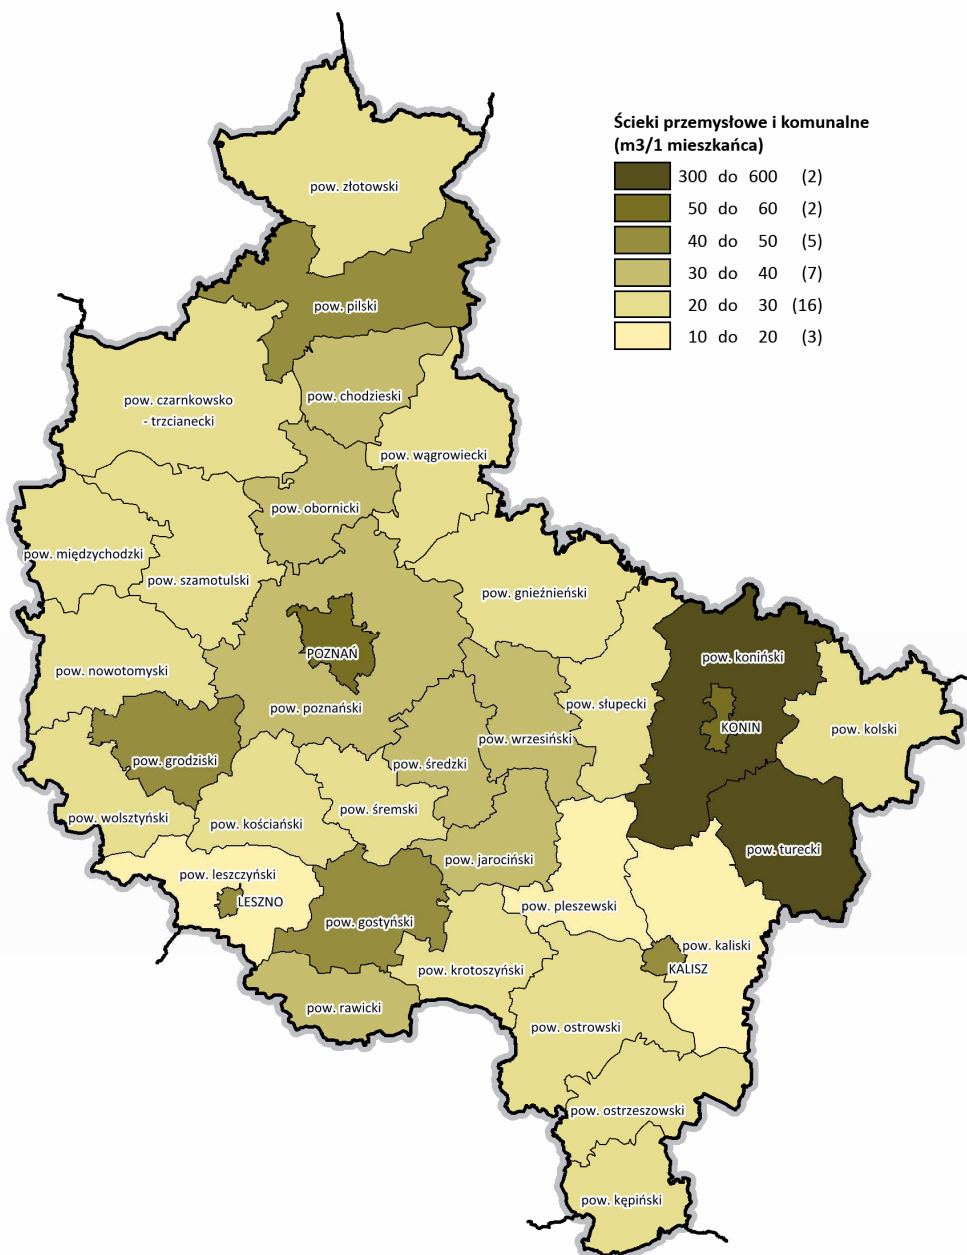 Ścieki przemysłowe i komunalne
(m3/1 mieszkańca)
300 do 600 (2)
50 do 60 (2)
40 do 50 (5)
30 do 40 (7)
20 do 30 (16)
10 do 20 (3)
pow. złotowski
pow. pilski
pow. czarnkowsko
- trzcianecki
pow. chodzieski
pow. wągrowiecki
pow. obornicki
pow. międzychodzki
pow. szamotulski
pow. gnieźnieński
POZNAŃ
pow. koniński
pow. nowotomyski
pow. poznański
pow. słupecki
KONIN
pow. kolski
pow. wrzesiński
pow. grodziski
pow. średzki
pow. śremski
pow. wolsztyński
pow. kościański
pow. turecki
pow. jarociński
pow. leszczyński
LESZNO
pow. pleszewski
pow. gostyński
pow. kaliski
KALISZ
pow. krotoszyński
pow. rawicki
pow. ostrowski
pow. ostrzeszowski
pow. kępiński